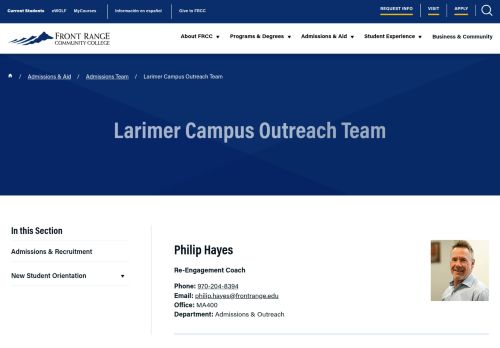 Current Students eWOLF MyCourses Información en español Give to FRCC REQUEST INFO VISIT APPLY
FRONT RANGE
COMMUNITY COLLEGE
About FRCC Programs & Degrees Admissions & Aid Student Experience Business & Community
/ Admissions & Aid / Admissions Team / Larimer Campus Outreach Team
Larimer Campus Outreach Team
In this Section
Admissions & Recruitment
New Student Orientation
Philip Hayes
Re-Engagement Coach
Phone: 970-204-8394
Email: philip.hayes@frontrange.edu
Office: MA400
Department: Admissions & Outreach